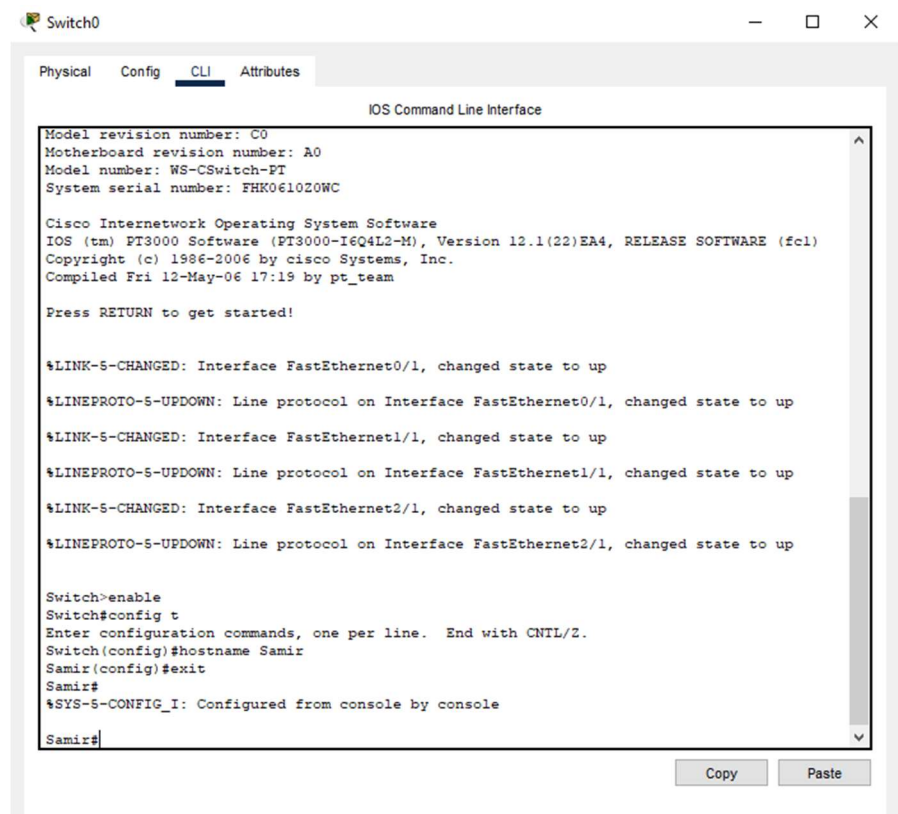 Switch0
Physical Config CLI Attributes
IOS Command Line Interface
Model revision number: C0
Motherboard revision number: A0
Model number: WS-CSwitch-PT
System serial number: FHK0610Z0WC
Cisco Internetwork Operating System Software
IOS (tm) PT3000 Software (PT3000-I6Q4L2-M), Version 12.1(22)EA4, RELEASE SOFTWARE (fc1)
Copyright (c) 1986-2006 by cisco Systems, Inc.
Compiled Fri 12-May-06 17:19 by pt_team
Press RETURN to get started!
%LINK-5-CHANGED: Interface FastEthernet0/1, changed state to up
%LINEPROTO-5-UPDOWN: Line protocol on Interface FastEthernet0/1, changed state to up
%LINK-5-CHANGED: Interface FastEthernet1/1, changed state to up
%LINEPROTO-5-UPDOWN: Line protocol on Interface FastEthernet1/1, changed state to up
%LINK-5-CHANGED: Interface FastEthernet2/1, changed state to up
%LINEPROTO-5-UPDOWN: Line protocol on Interface FastEthernet2/1, changed state to up
Switch>enable
Switch#config t
Enter configuration commands, one per line. End with CNTL/Z.
Switch(config)#hostname Samir
Samir(config)#exit
Samir#
%SYS-5-CONFIG_I: Configured from console by console
Samir#
Copy Paste